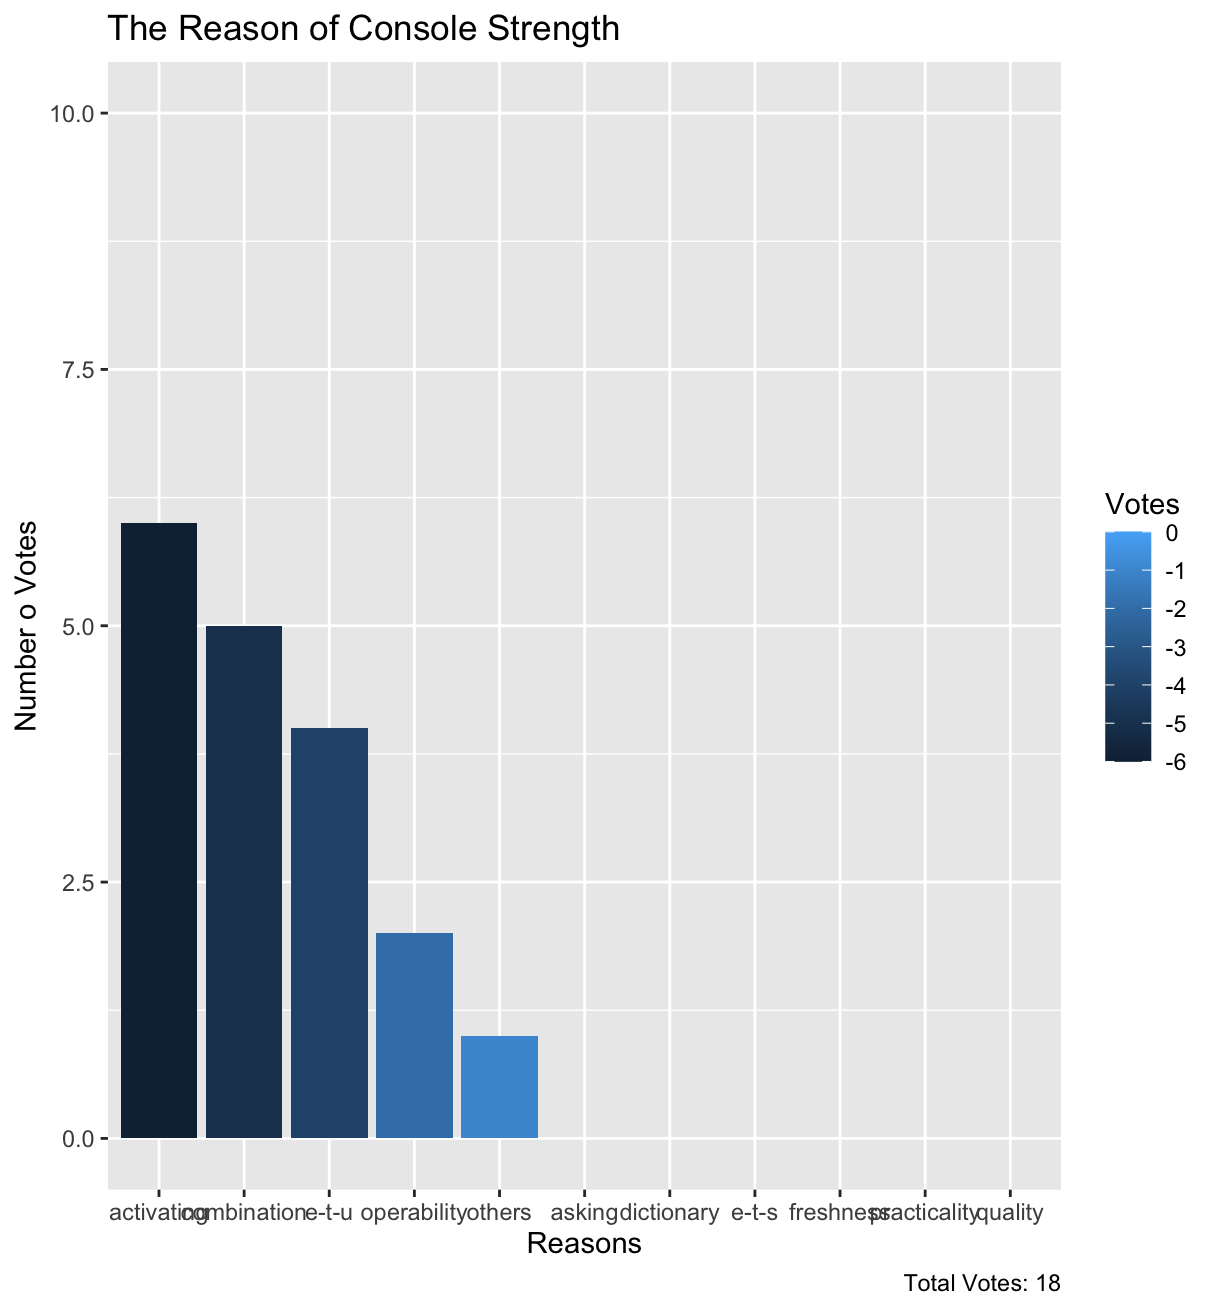 The Reason of Console Strength
10.0
7.5
5.0
2.5
0.0
Number o Votes
activating combination e-t-u operability others asking dictionary e-t-s freshness practicality quality
Reasons
Total Votes: 18
Votes
0
-1
-2
-3
-4
-5
-6